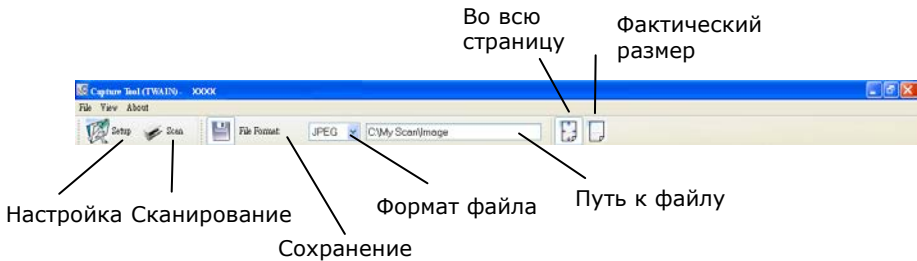 Во всю
страницу
Фактический
размер
Capture Tool (TWAIN) - XXXX
File View About
Setup Scan File Format: JPEG C:\My Scan\Image
Настройка Сканирование
Формат файла
Путь к файлу
Сохранение